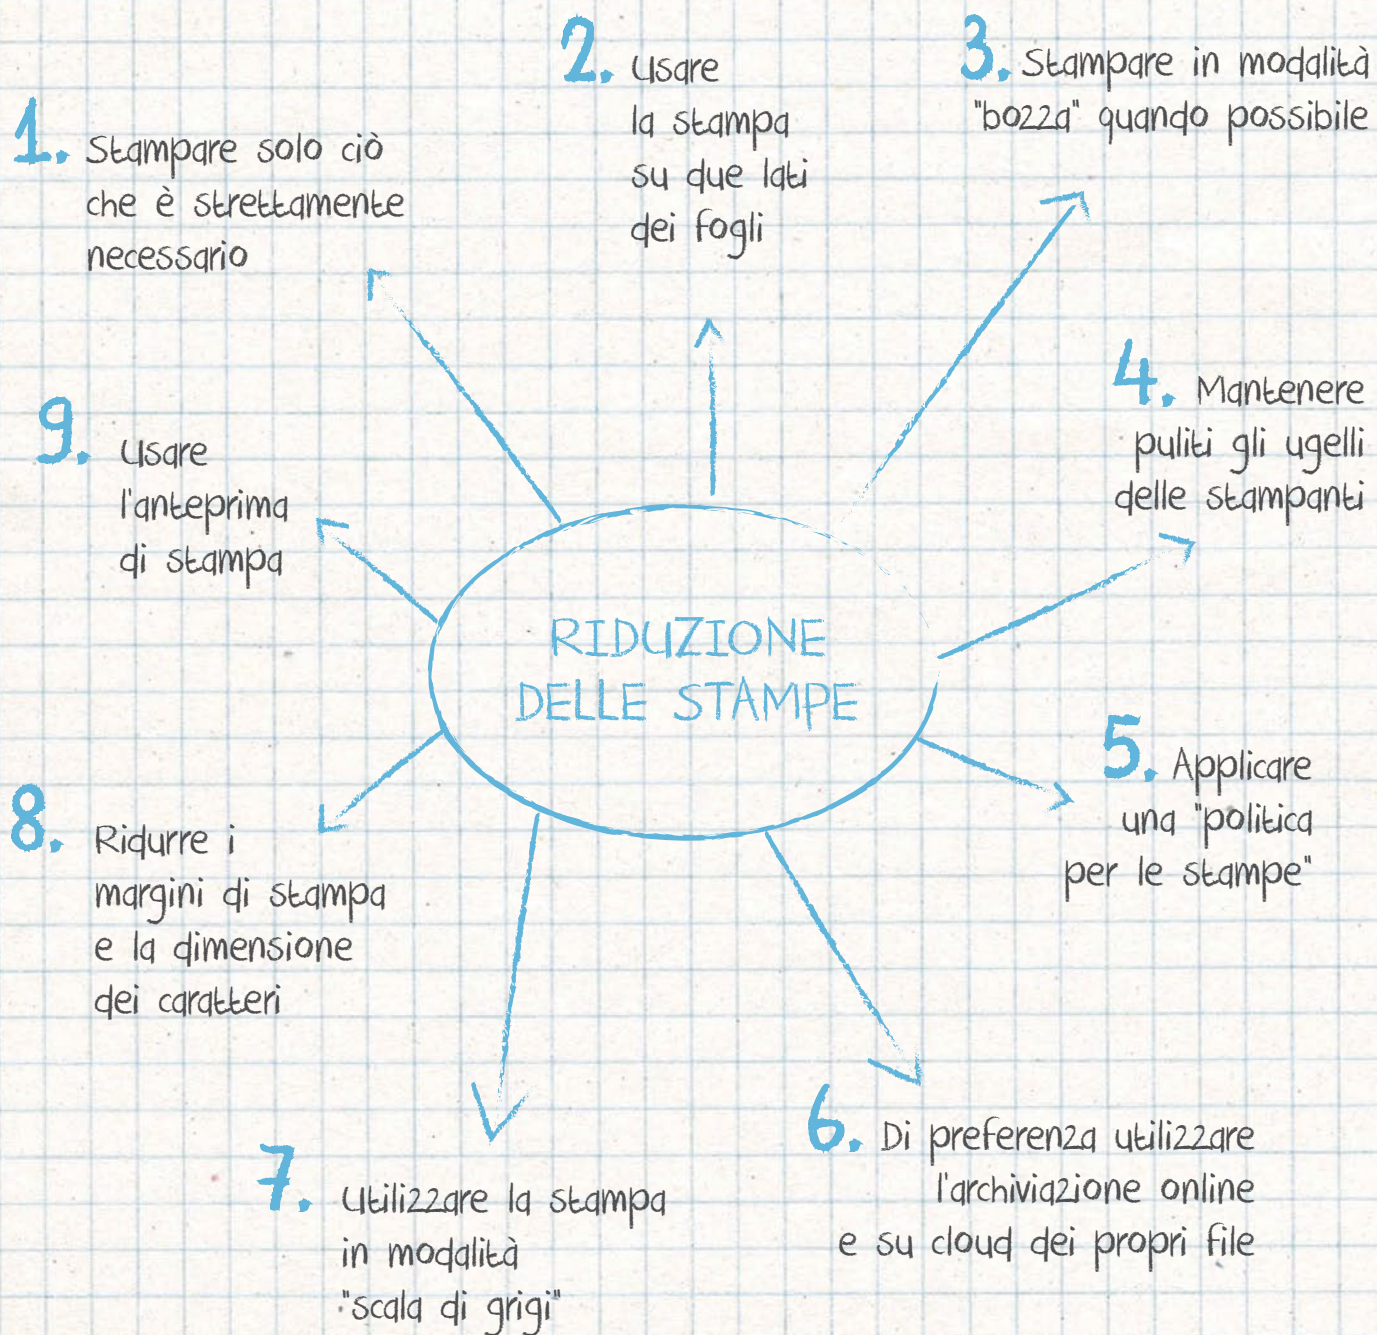 1. Stampare solo ciò
che è strettamente
necessario
2. Usare
la stampa
su due lati
dei fogli
3. Stampare in modalità
"bozza" quando possibile
4. Mantenere
puliti gli ugelli
delle stampanti
5. Applicare
una "politica
per le stampe"
6. Di preferenza utilizzare
l'archiviazione online
e su cloud dei propri file
7. Utilizzare la stampa
in modalità
"scala di grigi"
8. Ridurre i
margini di stampa
e la dimensione
dei caratteri
9. Usare
l'anteprima
di stampa
RIDUZIONE
DELLE STAMPE